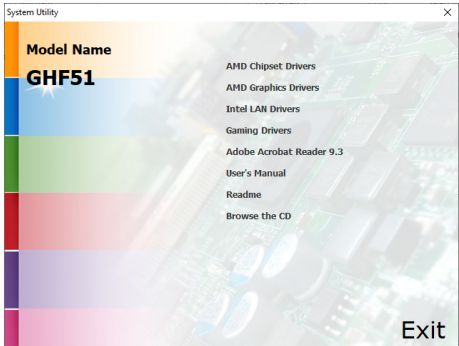 System Utility
Model Name
GHF51
AMD Chipset Drivers
AMD Graphics Drivers
Intel LAN Drivers
Gaming Drivers
Adobe Acrobat Reader 9.3
User's Manual
Readme
Browse the CD
Exit